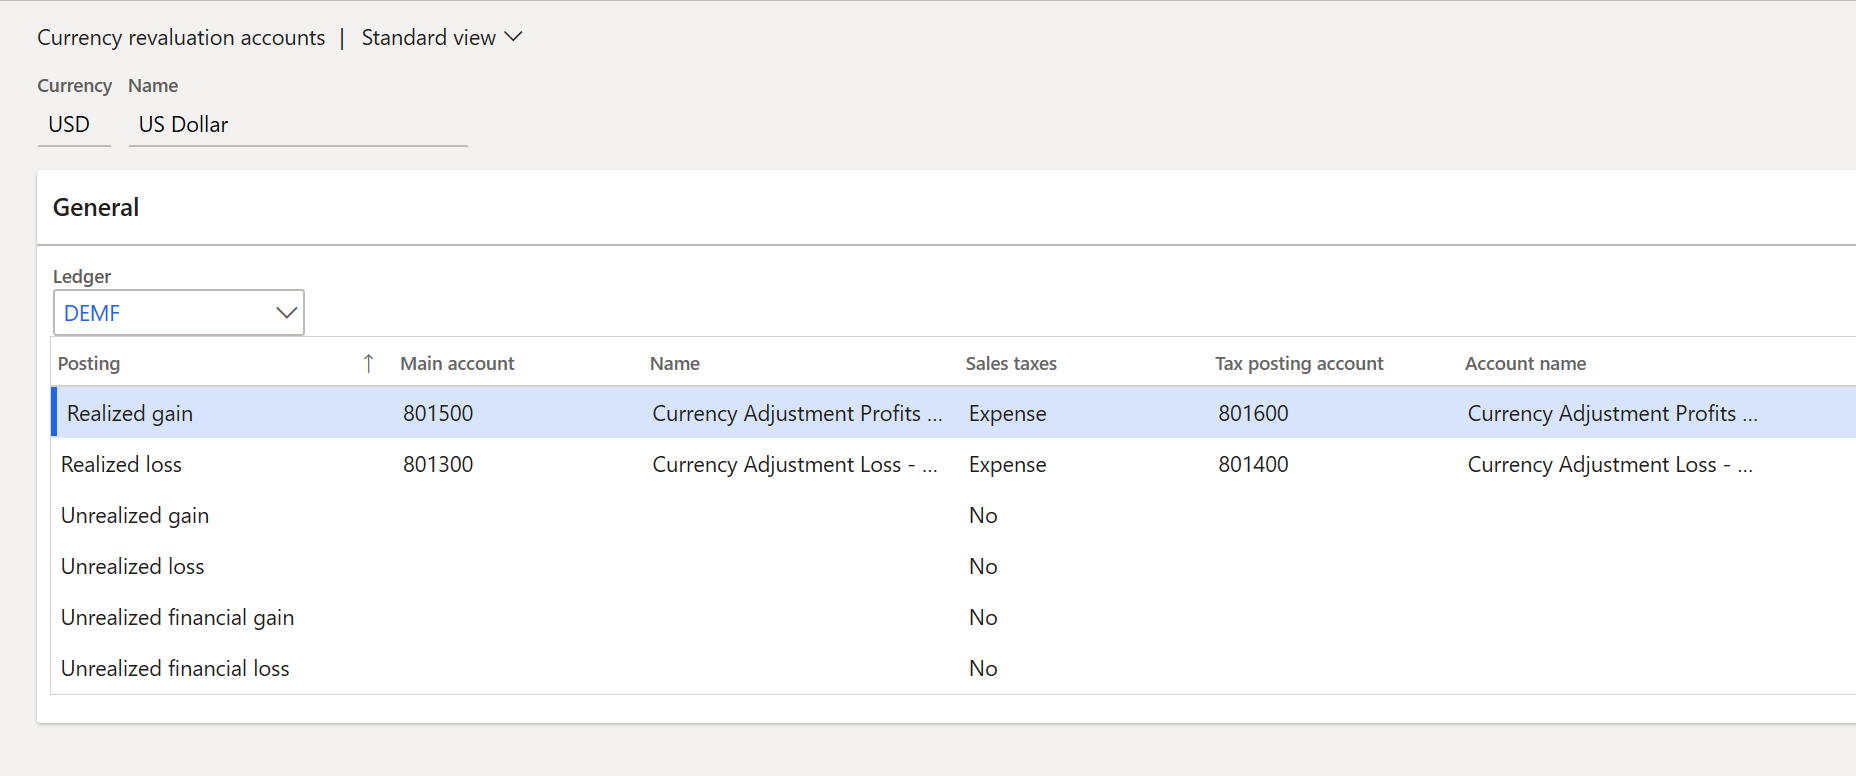 Currency revaluation accounts | Standard view
Currency Name
USD US Dollar
General
Ledger
DEMF
Posting ↑ Main account Name Sales taxes Tax posting account Account name
Realized gain 801500 Currency Adjustment Profits ... Expense 801600 Currency Adjustment Profits ...
Realized loss 801300 Currency Adjustment Loss - ... Expense 801400 Currency Adjustment Loss - ...
Unrealized gain No
Unrealized loss No
Unrealized financial gain No
Unrealized financial loss No